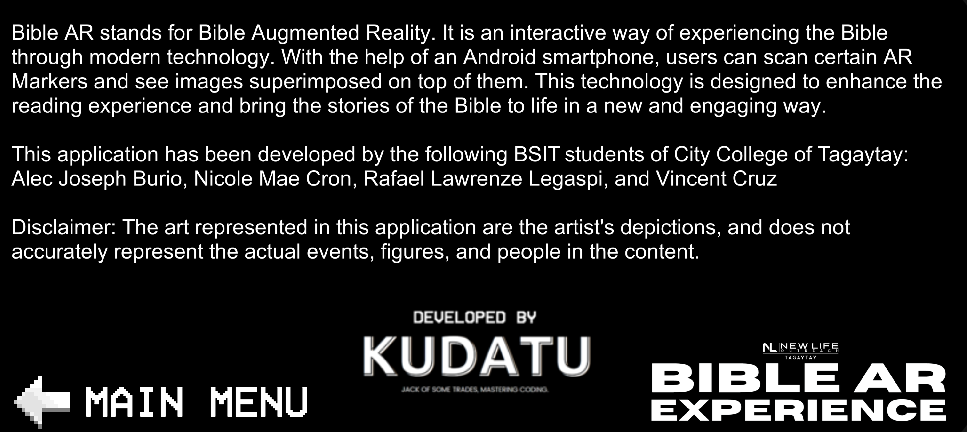 Bible AR stands for Bible Augmented Reality. It is an interactive way of experiencing the Bible
through modern technology. With the help of an Android smartphone, users can scan certain AR
Markers and see images superimposed on top of them. This technology is designed to enhance the
reading experience and bring the stories of the Bible to life in a new and engaging way.
This application has been developed by the following BSIT students of City College of Tagaytay:
Alec Joseph Burio, Nicole Mae Cron, Rafael Lawrenze Legaspi, and Vincent Cruz
Disclaimer: The art represented in this application are the artist's depictions, and does not
accurately represent the actual events, figures, and people in the content.
DEVELOPED BY
KUDATU
JACK OF SOME TRADES, MASTERING CODING.
MAIN MENU
NL NEW LIFE
TAGAYTAY
BIBLE AR
EXPERIENCE